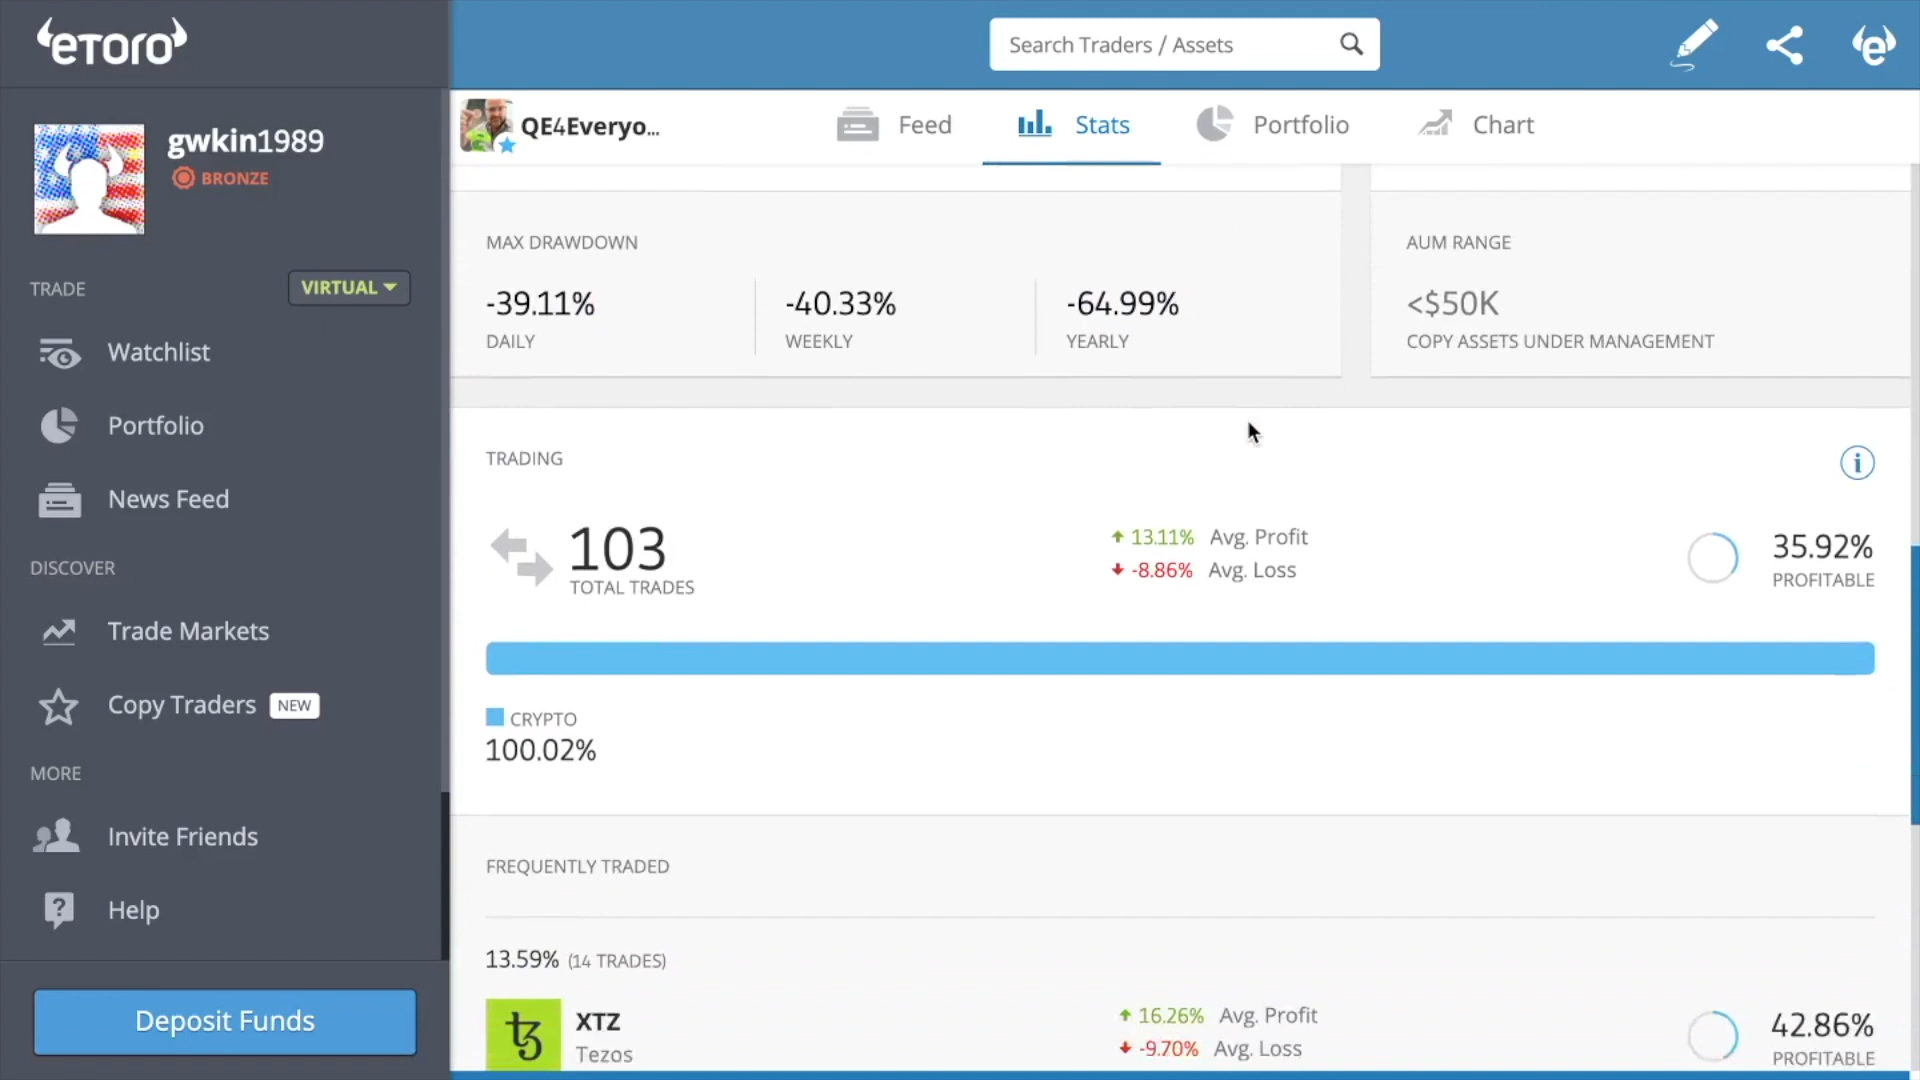 eToro
Search Traders / Assets
gwkin1989
BRONZE
TRADE
VIRTUAL
Watchlist
Portfolio
News Feed
DISCOVER
Trade Markets
Copy Traders NEW
MORE
Invite Friends
Help
Deposit Funds
QE4Everyo...
Feed
Stats
Portfolio
Chart
MAX DRAWDOWN
-39.11%
DAILY
-40.33%
WEEKLY
-64.99%
YEARLY
AUM RANGE
<$50K
COPY ASSETS UNDER MANAGEMENT
TRADING
103
TOTAL TRADES
13.11% Avg. Profit
-8.86% Avg. Loss
35.92%
PROFITABLE
CRYPTO
100.02%
FREQUENTLY TRADED
13.59% (14 TRADES)
XTZ
Tezos
16.26% Avg. Profit
-9.70% Avg. Loss
42.86%
PROFITABLE